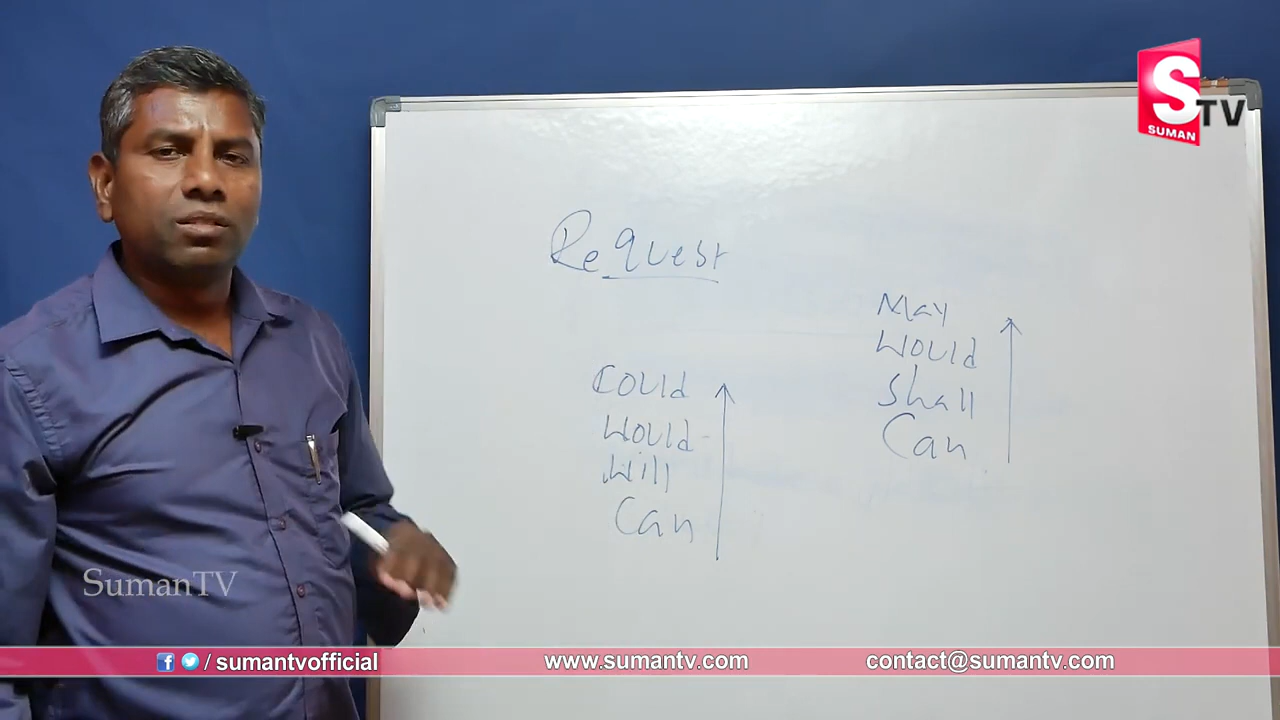 S TV
SUMAN
Request
May
Would
Shall
Can
Could
Would
Will
Can
SumanTV
/ sumantvofficial www.sumantv.com contact@sumantv.com